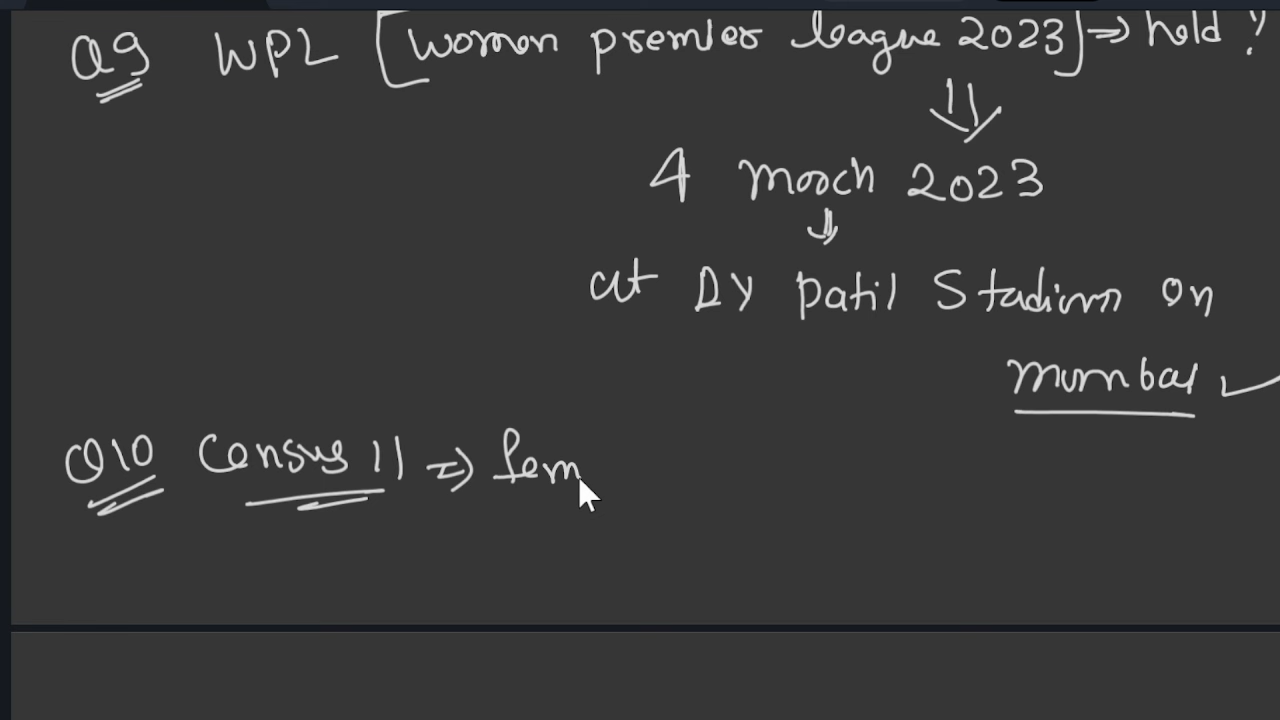 Q9 WPL [women premier league 2023] ⇒ held ?
⇓
4 march 2023
↓
at DY patil Stadium on
mumbai ✓
Q10 Census 11 ⇒ fem